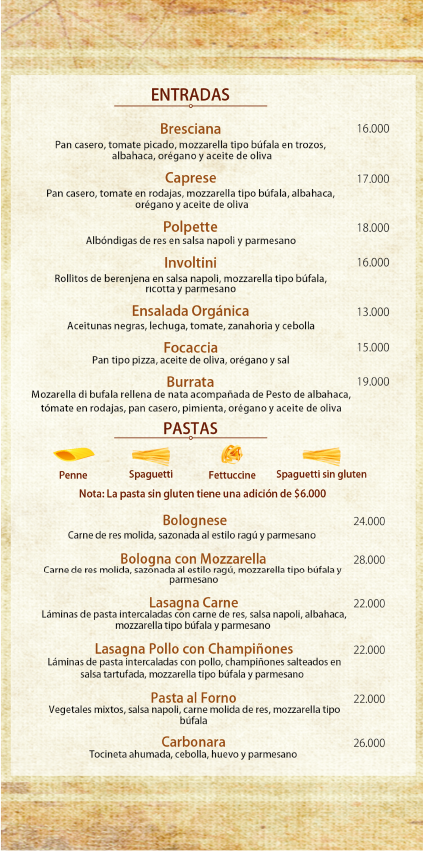 ENTRADAS
Bresciana 16.000
Pan casero, tomate picado, mozzarella tipo búfala en trozos,
albahaca, orégano y aceite de oliva
Caprese 17.000
Pan casero, tomate en rodajas, mozzarella tipo búfala, albahaca,
orégano y aceite de oliva
Polpette 18.000
Albóndigas de res en salsa napoli y parmesano
Involtini 16.000
Rollitos de berenjena en salsa napoli, mozzarella tipo búfala,
ricotta y parmesano
Ensalada Orgánica 13.000
Aceitunas negras, lechuga, tomate, zanahoria y cebolla
Focaccia 15.000
Pan tipo pizza, aceite de oliva, orégano y sal
Burrata 19.000
Mozarella di bufala rellena de nata acompañada de Pesto de albahaca,
tómate en rodajas, pan casero, pimienta, orégano y aceite de oliva
PASTAS
Penne Spaguetti Fettuccine Spaguetti sin gluten
Nota: La pasta sin gluten tiene una adición de $6.000
Bolognese 24.000
Carne de res molida, sazonada al estilo ragú y parmesano
Bologna con Mozzarella 28.000
Carne de res molida, sazonada al estilo ragú, mozzarella tipo búfala y
parmesano
Lasagna Carne 22.000
Láminas de pasta intercaladas con carne de res, salsa napoli, albahaca,
mozzarella tipo búfala y parmesano
Lasagna Pollo con Champiñones 22.000
Láminas de pasta intercaladas con pollo, champiñones salteados en
salsa tartufada, mozzarella tipo búfala y parmesano
Pasta al Forno 22.000
Vegetales mixtos, salsa napoli, carne molida de res, mozzarella tipo
búfala
Carbonara 26.000
Tocineta ahumada, cebolla, huevo y parmesano